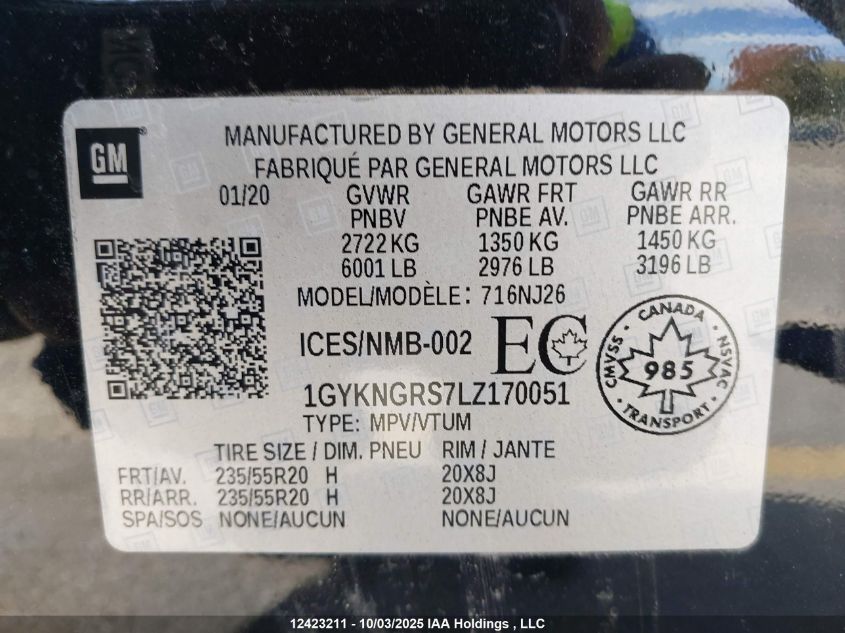 GM
MANUFACTURED BY GENERAL MOTORS LLC
FABRIQUÉ PAR GENERAL MOTORS LLC
01/20 GVWR GAWR FRT GAWR RR
PNBV PNBE AV. PNBE ARR.
2722 KG 1350 KG 1450 KG
6001 LB 2976 LB 3196 LB
MODEL/MODÈLE: 716NJ26
ICES/NMB-002 EC
CANADA
CMVSS 985 NSVAC
TRANSPORT
1GYKNGRS7LZ170051
TYPE: MPV/VTUM
TIRE SIZE / DIM. PNEU RIM / JANTE
FRT/AV. 235/55R20 H 20X8J
RR/ARR. 235/55R20 H 20X8J
SPA/SOS NONE/AUCUN NONE/AUCUN
12423211 - 10/03/2025 IAA Holdings , LLC